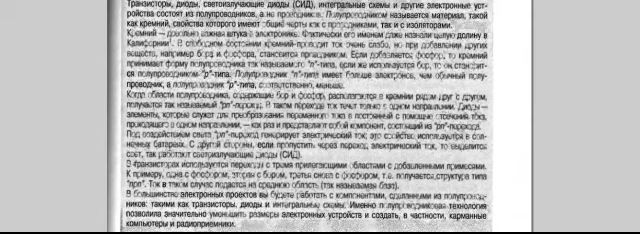 Транзисторы, диоды, светоизлучающие диоды (СИД), интегральные схемы и другие электронные уст-
ройства состоят из полупроводников, а не проводников. Полупроводником называется материал, такой
как кремний, свойства которого имеют общие черты как с проводниками, так и с изоляторами.
Кремний — довольно важная штука в электронике. Фактически его именем даже назвали целую долину в
Калифорнии¹. В свободном состоянии кремний проводит ток очень слабо, но при добавлении других
веществ, например бора и фосфора, становится проводником. Если добавляется фосфор, то кремний
принимает форму полупроводника так называемого "n"-типа, если же используется бор, то он становит-
ся полупроводником "p"-типа. Полупроводник "n"-типа имеет больше электронов, чем обычный полу-
проводник, а полупроводник "p"-типа, соответственно, меньше.
Когда области полупроводника, содержащие бор и фосфор, располагаются в кремнии рядом друг с другом,
получается так называемый "pn"-переход. В таком переходе ток течет только в одном направлении. Диоды —
элементы, которые служат для преобразования переменного тока в постоянный с помощью отсечения тока,
проходящего в одном направлении, — как раз и представляют собой компонент, состоящий из "pn"-перехода.
Под воздействием света "pn"-переход генерирует электрический ток; это свойство используется в сол-
нечных батареях. С другой стороны, если пропустить через переход электрический ток, то выделится
свет, так работают светоизлучающие диоды (СИД).
В транзисторах используются переходы с тремя прилегающими областями с добавленными примесями.
К примеру, одна с фосфором, вторая с бором, третья снова с фосфором, т.е. получается структура типа
"npn". Ток в таком случае подается на среднюю область (так называемая база).
В большинстве электронных проектов вы будете работать с компонентами, сделанными из полупровод-
ников: такими как транзисторы, диоды и интегральные схемы. Именно полупроводниковая технология
позволила значительно уменьшить размеры электронных устройств и создать, в частности, карманные
компьютеры и радиоприемники.